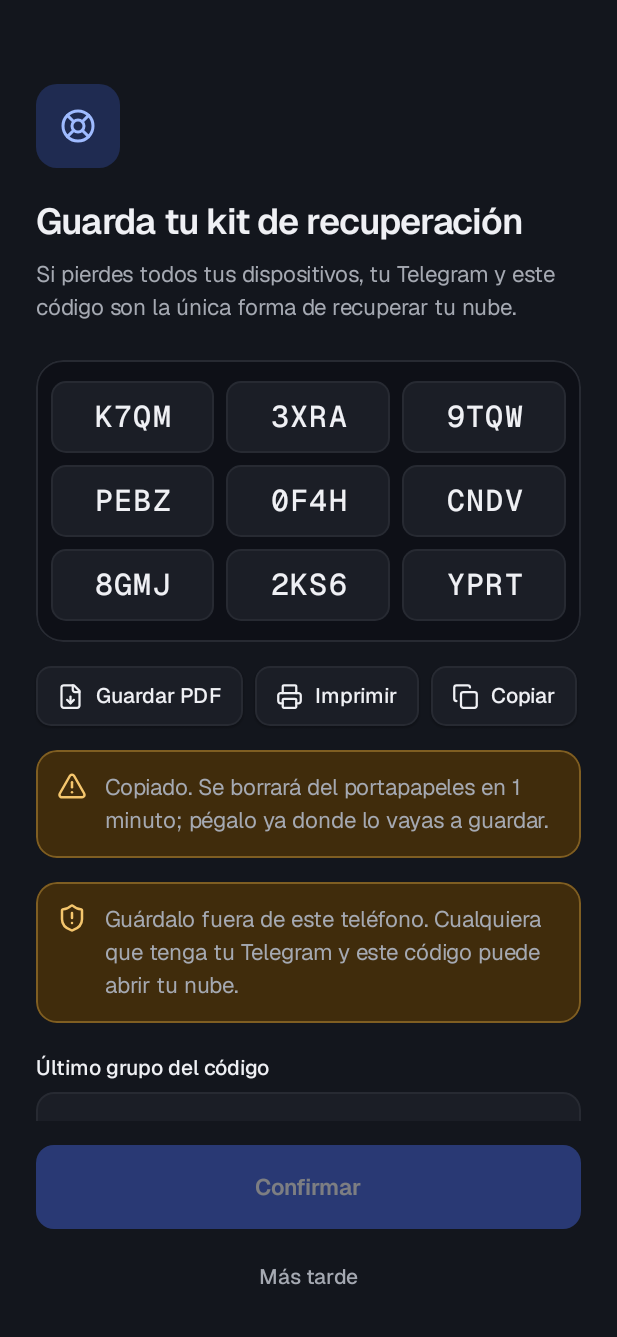 Guarda tu kit de recuperación
Si pierdes todos tus dispositivos, tu Telegram y este
código son la única forma de recuperar tu nube.
K7QM 3XRA 9TQW
PEBZ 0F4H CNDV
8GMJ 2KS6 YPRT
Guardar PDF Imprimir Copiar
Copiado. Se borrará del portapapeles en 1
minuto; pégalo ya donde lo vayas a guardar.
Guárdalo fuera de este teléfono. Cualquiera
que tenga tu Telegram y este código puede
abrir tu nube.
Último grupo del código
Confirmar
Más tarde